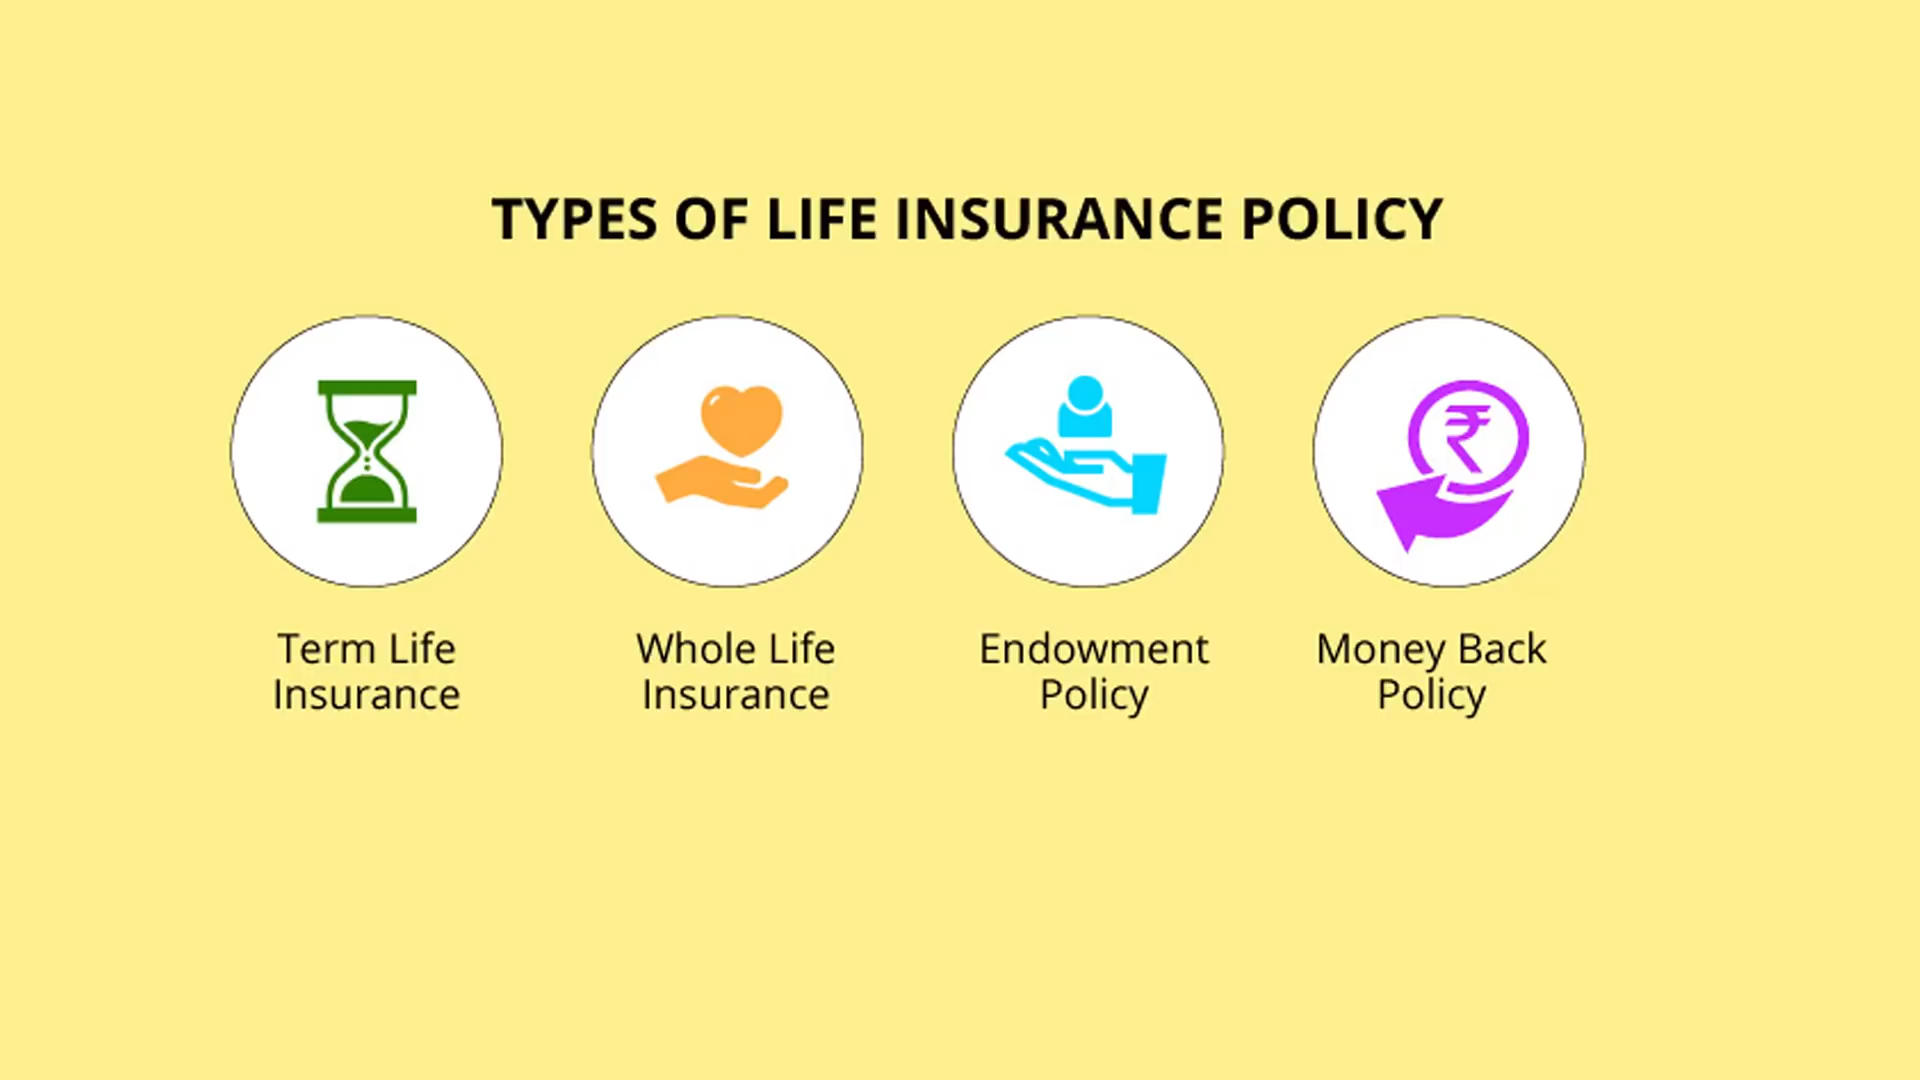 TYPES OF LIFE INSURANCE POLICY
₹
Term Life
Insurance
Whole Life
Insurance
Endowment
Policy
Money Back
Policy